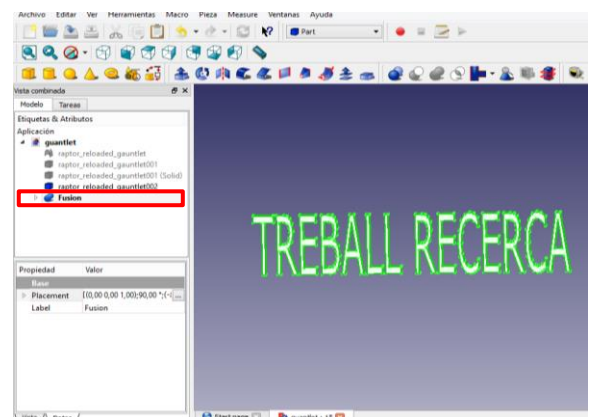 Archivo Editar Ver Herramientas Macro Pieza Measure Ventanas Ayuda
Part
Vista combinada
Modelo Tareas
Etiquetas & Atributos
Aplicación
guantlet
raptor_reloaded_gauntlet
raptor_reloaded_gauntlet001
raptor_reloaded_gauntlet001 (Solid)
raptor_reloaded_gauntlet002
Fusion
TREBALL RECERCA
Propiedad Valor
Base
Placement [(0,00 0,00 1,00);90,00 °;(-
Label Fusion
Start page